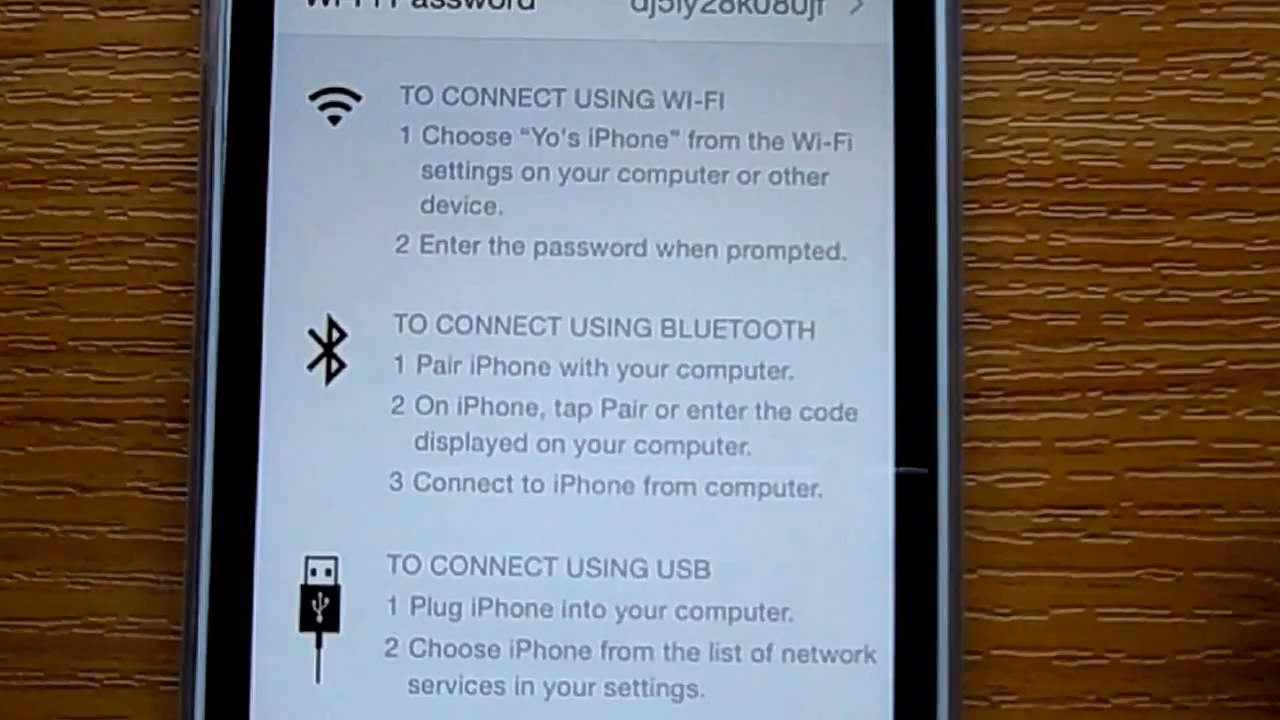 Wi-Fi Password
TO CONNECT USING WI-FI
1 Choose “Yo's iPhone” from the Wi-Fi
settings on your computer or other
device.
2 Enter the password when prompted.
TO CONNECT USING BLUETOOTH
1 Pair iPhone with your computer.
2 On iPhone, tap Pair or enter the code
displayed on your computer.
3 Connect to iPhone from computer.
TO CONNECT USING USB
1 Plug iPhone into your computer.
2 Choose iPhone from the list of network
services in your settings.